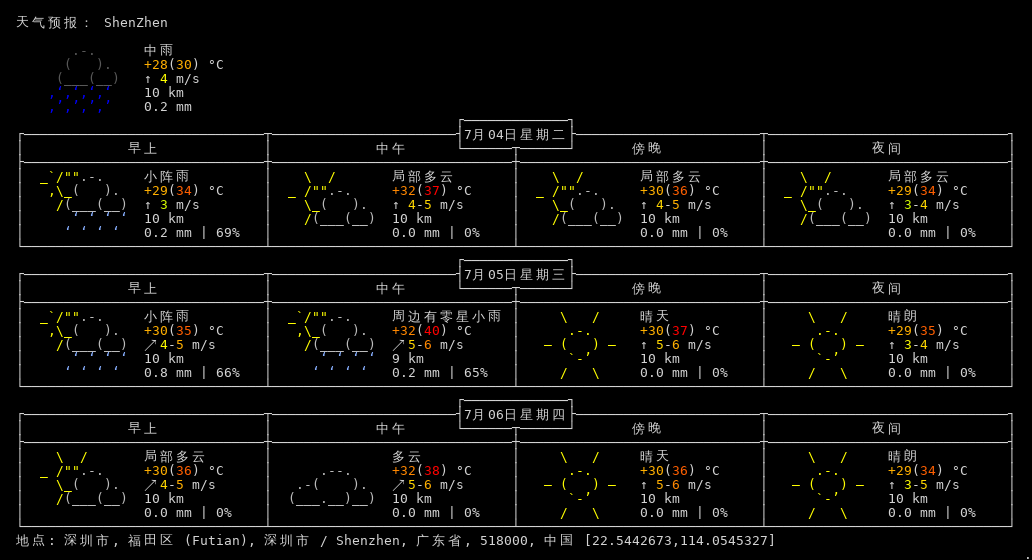 天气预报： ShenZhen
中雨
+28(30) °C
↑ 4 m/s
10 km
0.2 mm
7月04日星期二
早上 中午 傍晚 夜间
小阵雨 局部多云 局部多云 局部多云
+29(34) °C +32(37) °C +30(36) °C +29(34) °C
↑ 3 m/s ↑ 4-5 m/s ↑ 4-5 m/s ↑ 3-4 m/s
10 km 10 km 10 km 10 km
0.2 mm | 69% 0.0 mm | 0% 0.0 mm | 0% 0.0 mm | 0%
7月05日星期三
早上 中午 傍晚 夜间
小阵雨 周边有零星小雨 晴天 晴朗
+30(35) °C +32(40) °C +30(37) °C +29(35) °C
↗ 4-5 m/s ↗ 5-6 m/s ↑ 5-6 m/s ↑ 3-4 m/s
10 km 9 km 10 km 10 km
0.8 mm | 66% 0.2 mm | 65% 0.0 mm | 0% 0.0 mm | 0%
7月06日星期四
早上 中午 傍晚 夜间
局部多云 多云 晴天 晴朗
+30(36) °C +32(38) °C +30(36) °C +29(34) °C
↗ 4-5 m/s ↗ 5-6 m/s ↑ 5-6 m/s ↑ 3-5 m/s
10 km 10 km 10 km 10 km
0.0 mm | 0% 0.0 mm | 0% 0.0 mm | 0% 0.0 mm | 0%
地点: 深圳市, 福田区 (Futian), 深圳市 / Shenzhen, 广东省, 518000, 中国 [22.5442673,114.0545327]